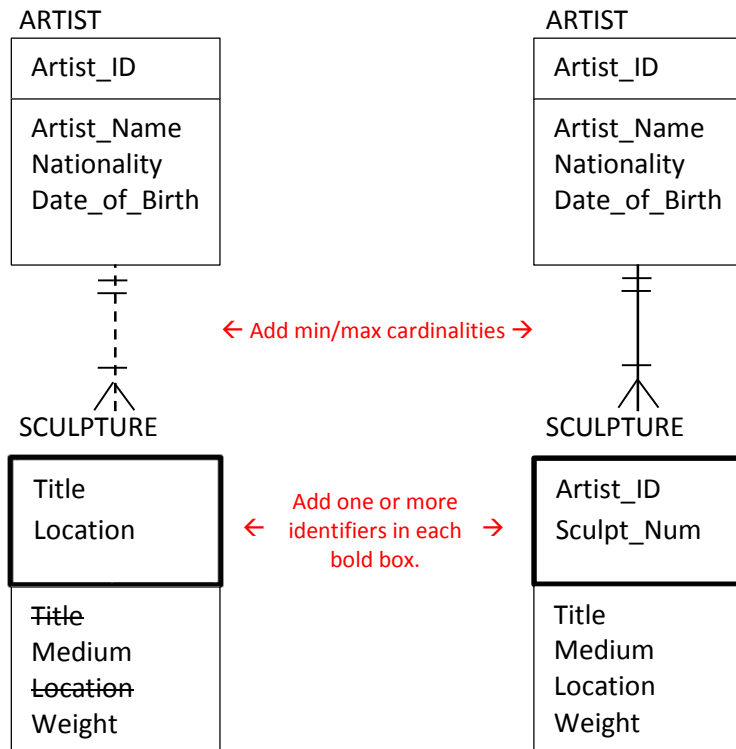 ARTIST
Artist_ID
Artist_Name
Nationality
Date_of_Birth
ARTIST
Artist_ID
Artist_Name
Nationality
Date_of_Birth
← Add min/max cardinalities →
SCULPTURE
Title
Location
Title
Medium
Location
Weight
← Add one or more →
identifiers in each
bold box.
SCULPTURE
Artist_ID
Sculpt_Num
Title
Medium
Location
Weight